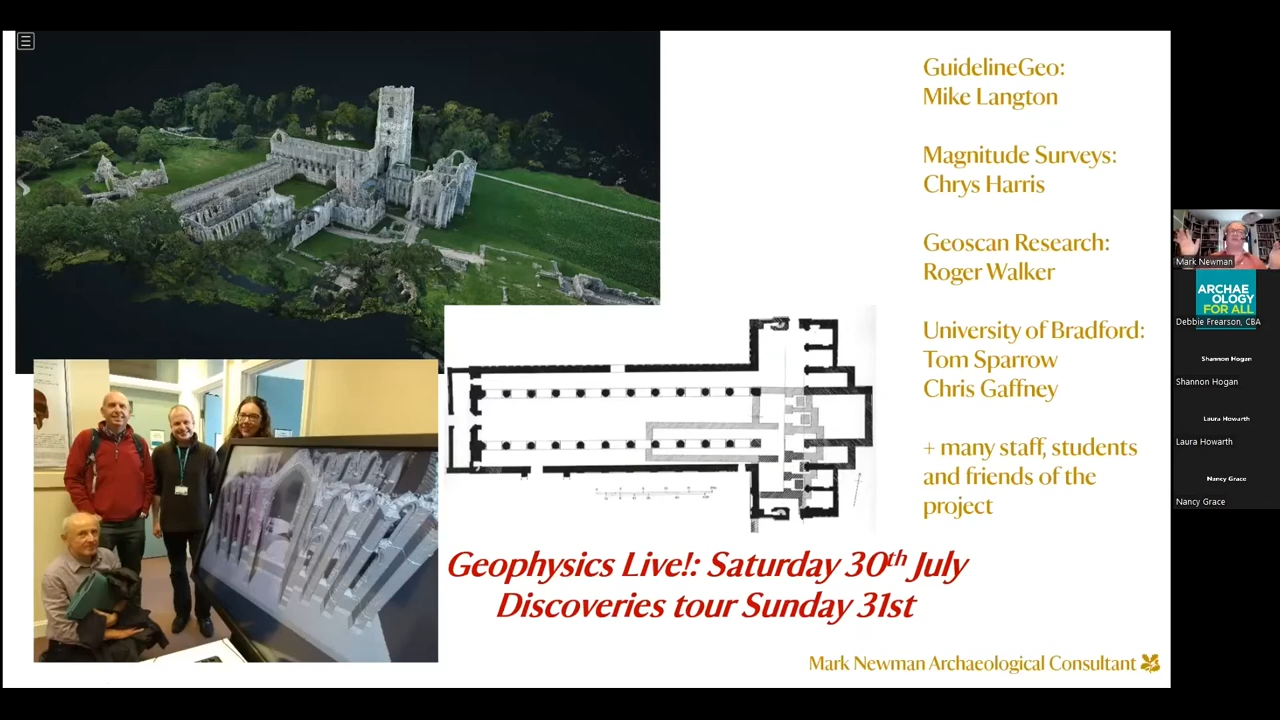 GuidelineGeo:
Mike Langton
Magnitude Surveys:
Chrys Harris
Geoscan Research:
Roger Walker
University of Bradford:
Tom Sparrow
Chris Gaffney
+ many staff, students
and friends of the
project
Geophysics Live!: Saturday 30th July
Discoveries tour Sunday 31st
Mark Newman Archaeological Consultant
Mark Newman
ARCHAE
OLOGY
FOR ALL
Debbie Frearson, CBA
Shannon Hogan
Shannon Hogan
Laura Howarth
Laura Howarth
Nancy Grace
Nancy Grace